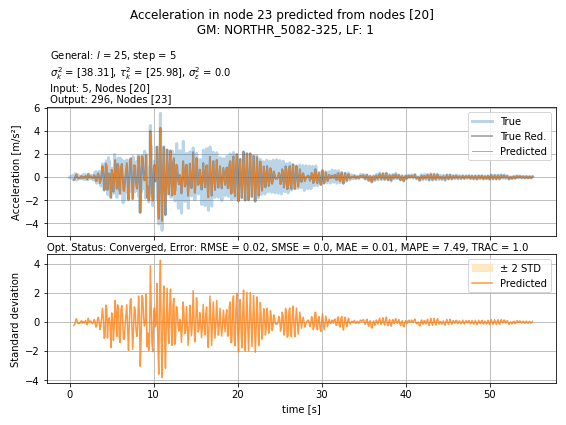 Acceleration in node 23 predicted from nodes [20]
GM: NORTHR_5082-325, LF: 1
General: l = 25, step = 5
σ²ₖ = [38.31], τ²ₖ = [25.98], σ²ε = 0.0
Input: 5, Nodes [20]
Output: 296, Nodes [23]
Acceleration [m/s²]
6
4
2
0
−2
−4
True
True Red.
Predicted
Opt. Status: Converged, Error: RMSE = 0.02, SMSE = 0.0, MAE = 0.01, MAPE = 7.49, TRAC = 1.0
Standard deviation
4
2
0
−2
−4
± 2 STD
Predicted
0 10 20 30 40 50
time [s]